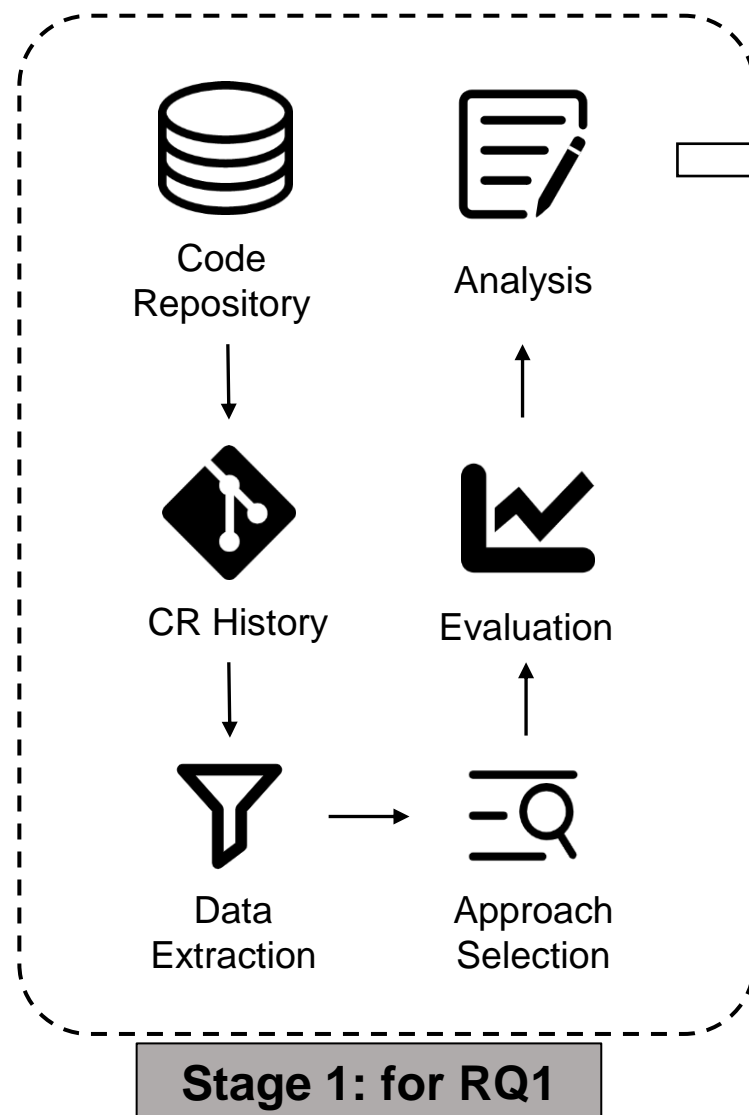 Code
Repository
Analysis
CR History
Evaluation
Data
Extraction
Approach
Selection
Stage 1: for RQ1